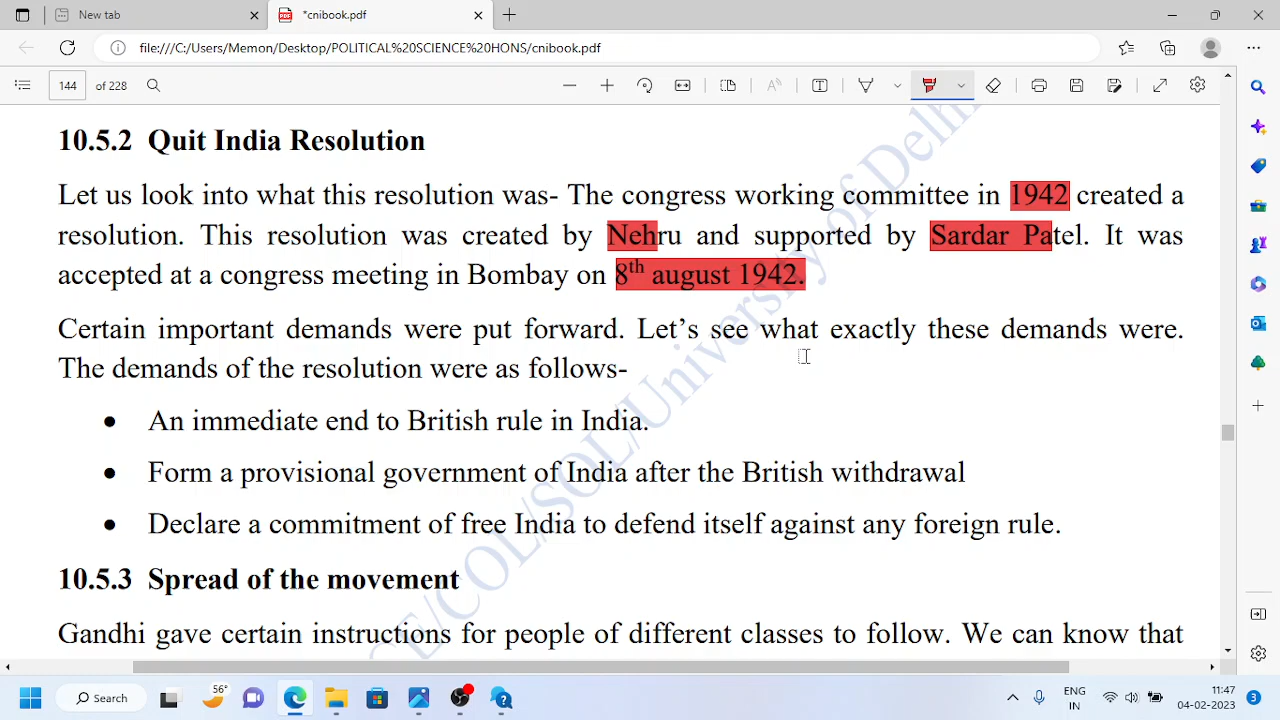 New tab
*cnibook.pdf
file:///C:/Users/Memon/Desktop/POLITICAL%20SCIENCE%20HONS/cnibook.pdf
144 of 228
10.5.2 Quit India Resolution
Let us look into what this resolution was- The congress working committee in 1942 created a
resolution. This resolution was created by Nehru and supported by Sardar Patel. It was
accepted at a congress meeting in Bombay on 8th august 1942.
Certain important demands were put forward. Let's see what exactly these demands were.
The demands of the resolution were as follows-
• An immediate end to British rule in India.
• Form a provisional government of India after the British withdrawal
• Declare a commitment of free India to defend itself against any foreign rule.
10.5.3 Spread of the movement
Gandhi gave certain instructions for people of different classes to follow. We can know that
CE/COL/SOL/University of Delhi
56°
Search
ENG
IN
11:47
04-02-2023
3